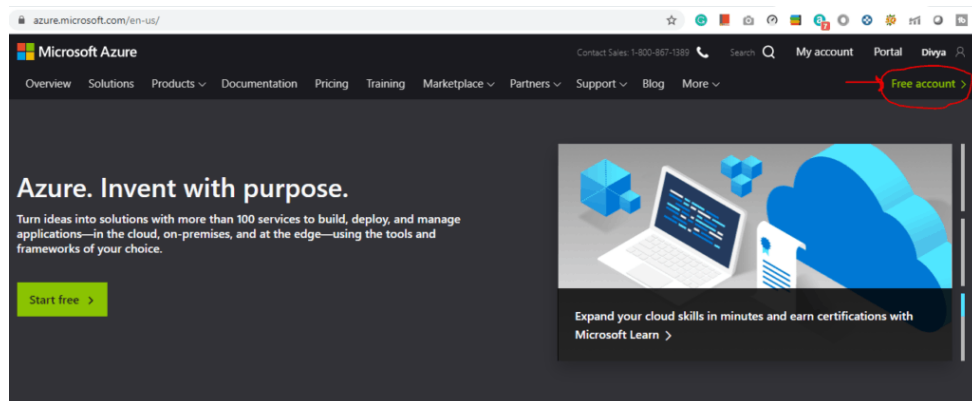 azure.microsoft.com/en-us/
Microsoft Azure
Contact Sales: 1-800-867-1389 Search My account Portal Divya
Overview Solutions Products Documentation Pricing Training Marketplace Partners Support Blog More Free account
Azure. Invent with purpose.
Turn ideas into solutions with more than 100 services to build, deploy, and manage
applications—in the cloud, on-premises, and at the edge—using the tools and
frameworks of your choice.
Start free
Expand your cloud skills in minutes and earn certifications with
Microsoft Learn